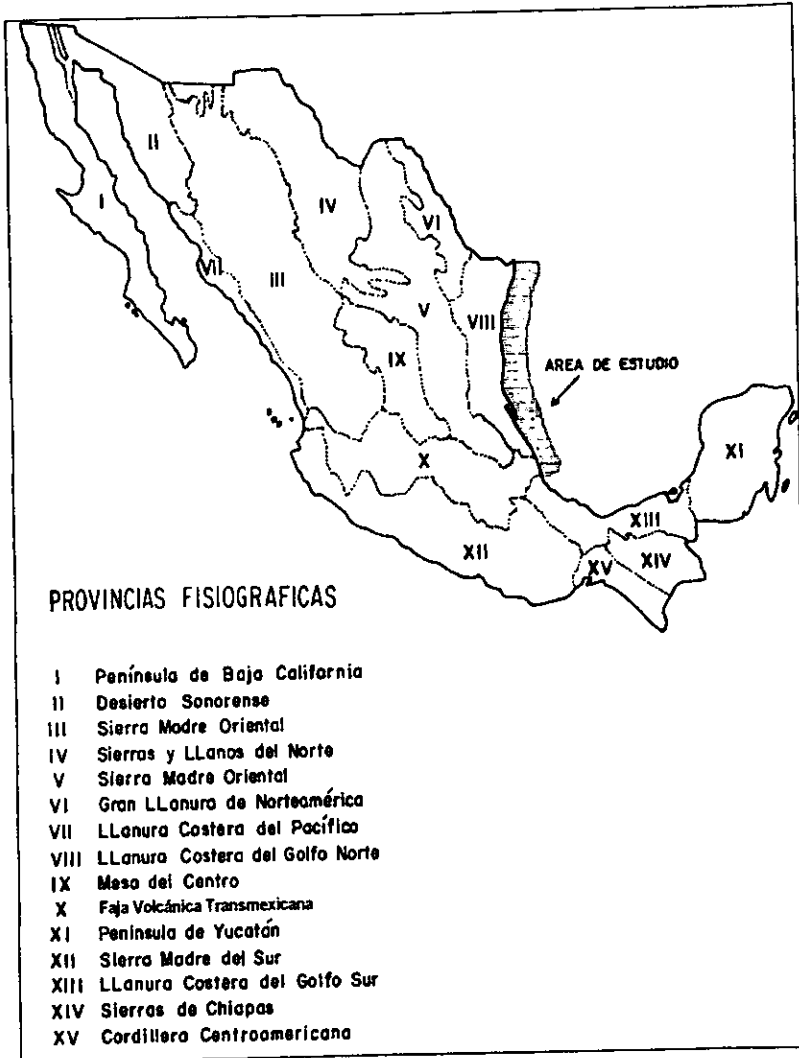 II
I
IV
VI
VII
III
V
VIII
IX
AREA DE ESTUDIO
XI
X
XIII
XII
XV
XIV
PROVINCIAS FISIOGRAFICAS
I Península de Baja California
II Desierto Sonorense
III Sierra Madre Oriental
IV Sierras y LLanos del Norte
V Sierra Madre Oriental
VI Gran LLanura de Norteamérica
VII LLanura Costera del Pacífico
VIII LLanura Costera del Golfo Norte
IX Mesa del Centro
X Faja Volcánica Transmexicana
XI Península de Yucatán
XII Sierra Madre del Sur
XIII LLanura Costera del Golfo Sur
XIV Sierras de Chiapas
XV Cordillera Centroamericana